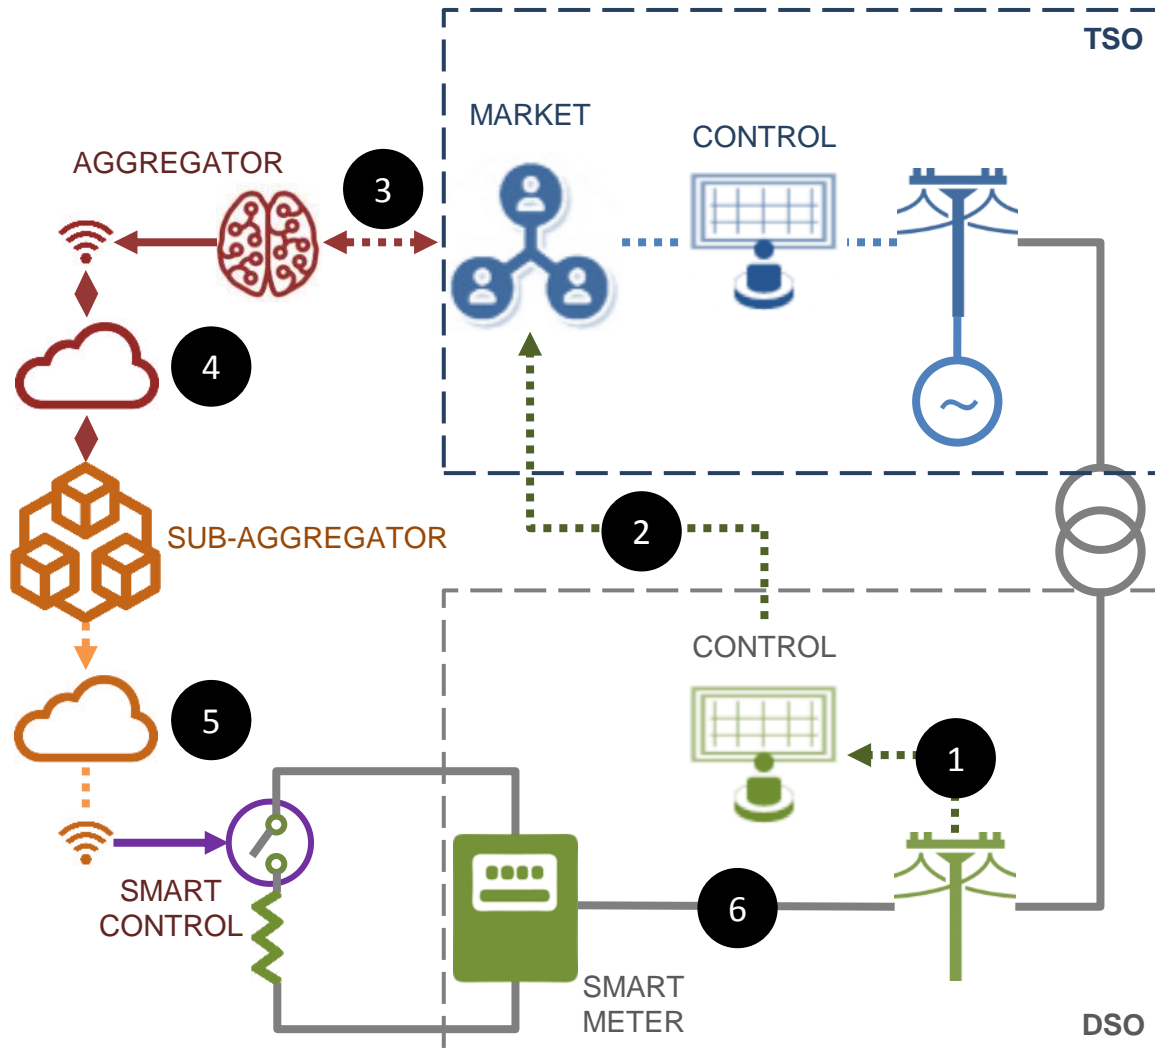 TSO
MARKET
CONTROL
AGGREGATOR
3
4
2
SUB-AGGREGATOR
CONTROL
5
1
6
SMART
CONTROL
SMART
METER
DSO